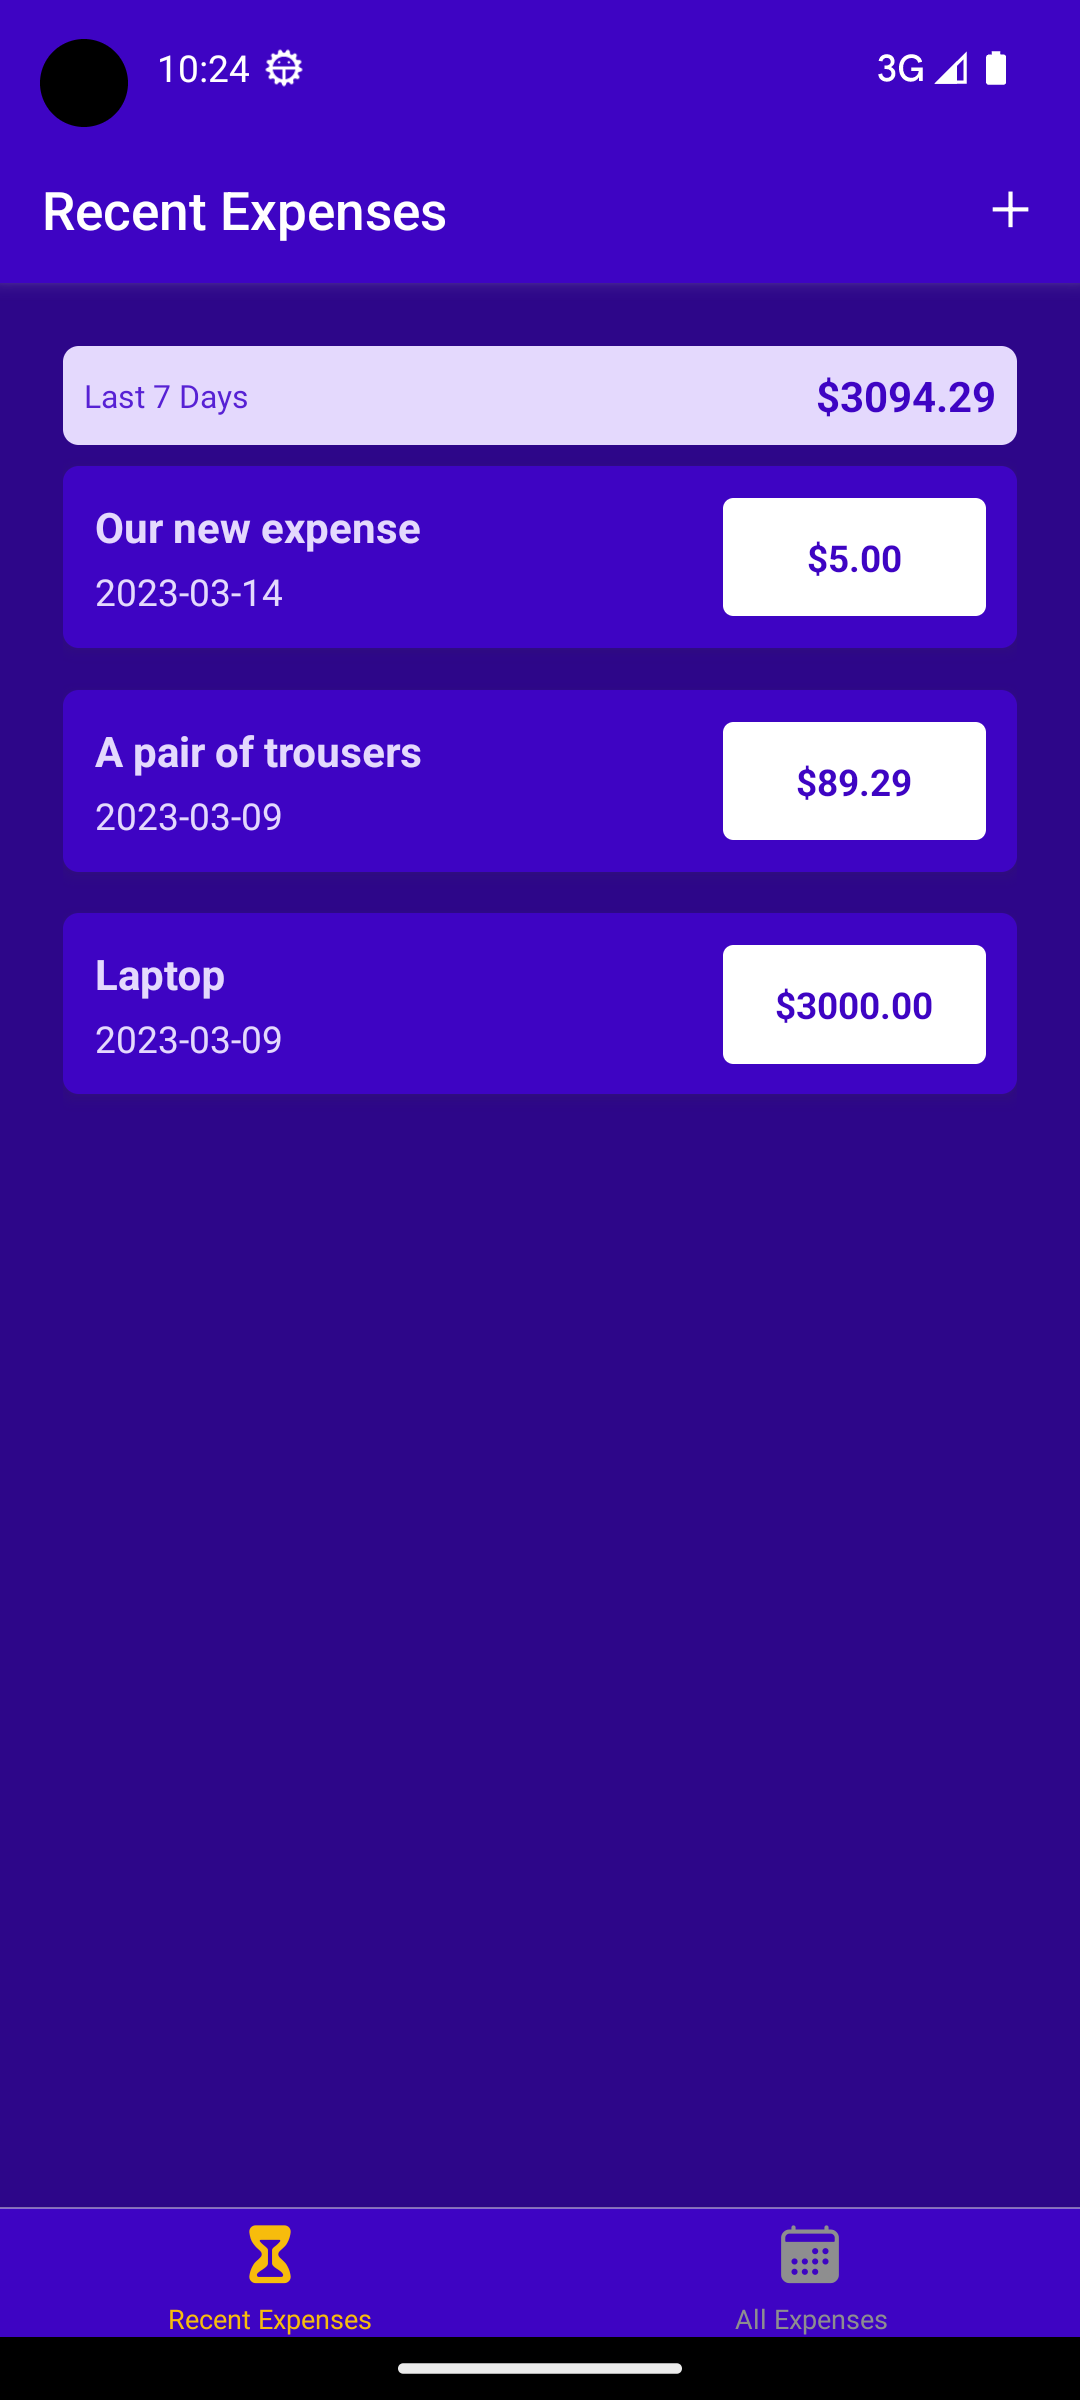 10:24
3G
Recent Expenses
Last 7 Days
$3094.29
Our new expense
2023-03-14
$5.00
A pair of trousers
2023-03-09
$89.29
Laptop
2023-03-09
$3000.00
Recent Expenses
All Expenses